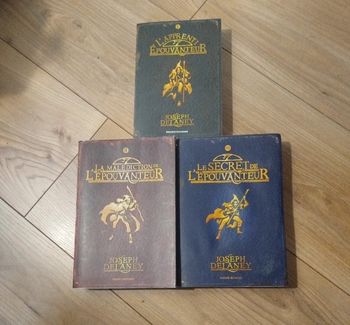 L'APPRENTI
ÉPOUVANTEUR
JOSEPH
DELANEY
LA MALÉDICTION DE
L'ÉPOUVANTEUR
JOSEPH
DELANEY
LE SECRET DE
L'ÉPOUVANTEUR
JOSEPH
DELANEY